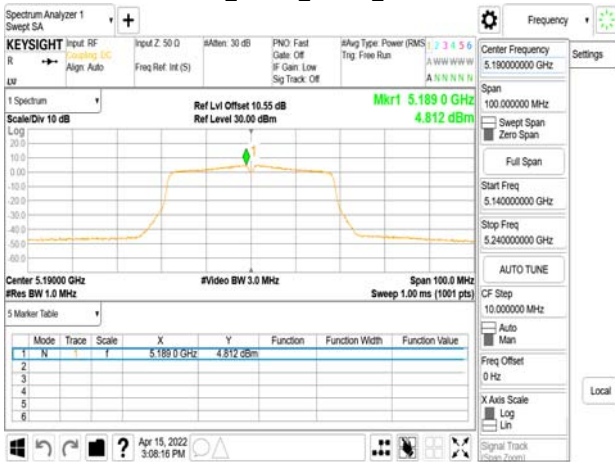 Spectrum Analyzer 1
Swept SA
Frequency
KEYSIGHT
R
Input: RF
Coupling: DC
Align: Auto
Input Z: 50 Ω
Freq Ref: Int (S)
#Atten: 30 dB
PNO: Fast
Gate: Off
IF Gain: Low
Sig Track: Off
#Avg Type: Power (RMS
Trig: Free Run
1 2 3 4 5 6
A W W W W W
A N N N N N
1 Spectrum
Scale/Div 10 dB
Ref Lvl Offset 10.55 dB
Ref Level 30.00 dBm
Mkr1 5.189 0 GHz
4.812 dBm
Log
20.0
10.0
0.00
-10.0
-20.0
-30.0
-40.0
-50.0
-60.0
1
Center 5.19000 GHz
#Res BW 1.0 MHz
#Video BW 3.0 MHz
Span 100.0 MHz
Sweep 1.00 ms (1001 pts)
5 Marker Table
Mode Trace Scale X Y Function Function Width Function Value
1 N 1 f 5.189 0 GHz 4.812 dBm
2
3
4
5
6
Apr 15, 2022
3:08:16 PM
?
Center Frequency
5.190000000 GHz
Settings
Span
100.000000 MHz
Swept Span
Zero Span
Full Span
Start Freq
5.140000000 GHz
Stop Freq
5.240000000 GHz
AUTO TUNE
CF Step
10.000000 MHz
Auto
Man
Freq Offset
0 Hz
Local
X Axis Scale
Log
Lin
Signal Track
(Span Zoom)